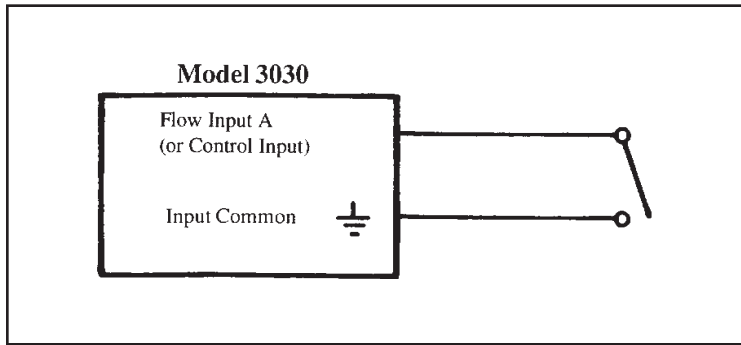 Model 3030
Flow Input A
(or Control Input)
Input Common